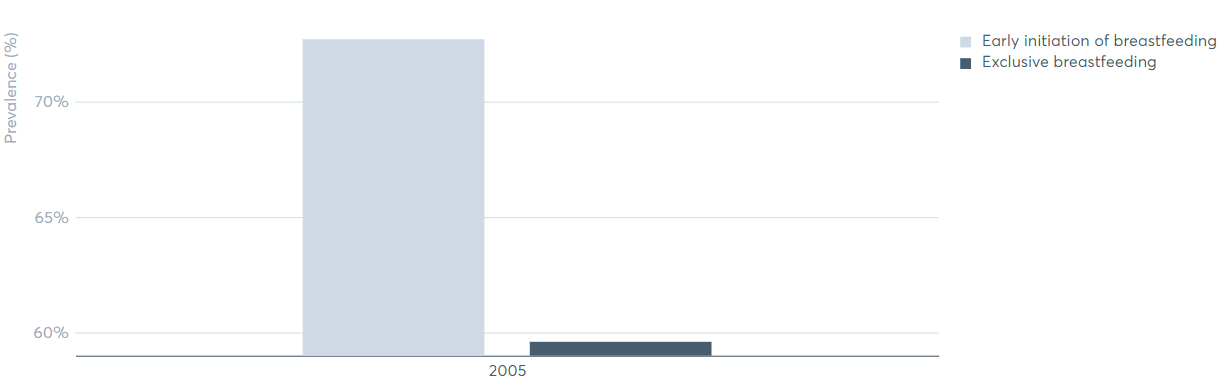 Prevalence (%)
70%
65%
60%
2005
Early initiation of breastfeeding
Exclusive breastfeeding